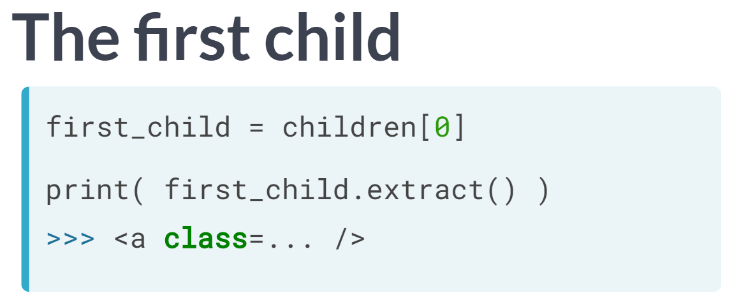 The first child
first_child = children[0]
print( first_child.extract() )
>>> <a class=... />